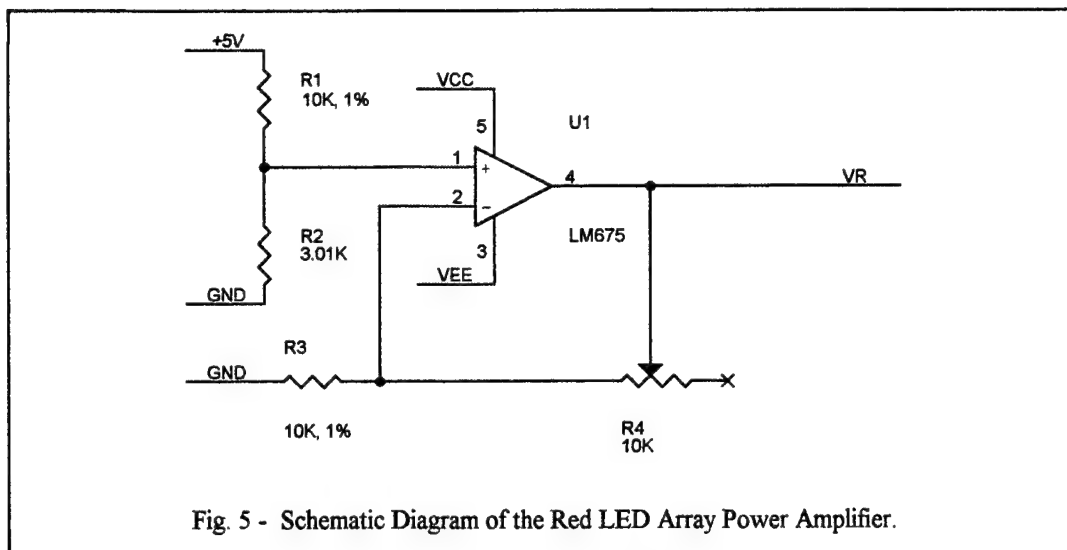 +5V
R1
10K, 1%
VCC
5
U1
1
+
4
VR
2
-
LM675
R2
3.01K
3
VEE
GND
R3
GND
10K, 1%
R4
10K
Fig. 5 - Schematic Diagram of the Red LED Array Power Amplifier.